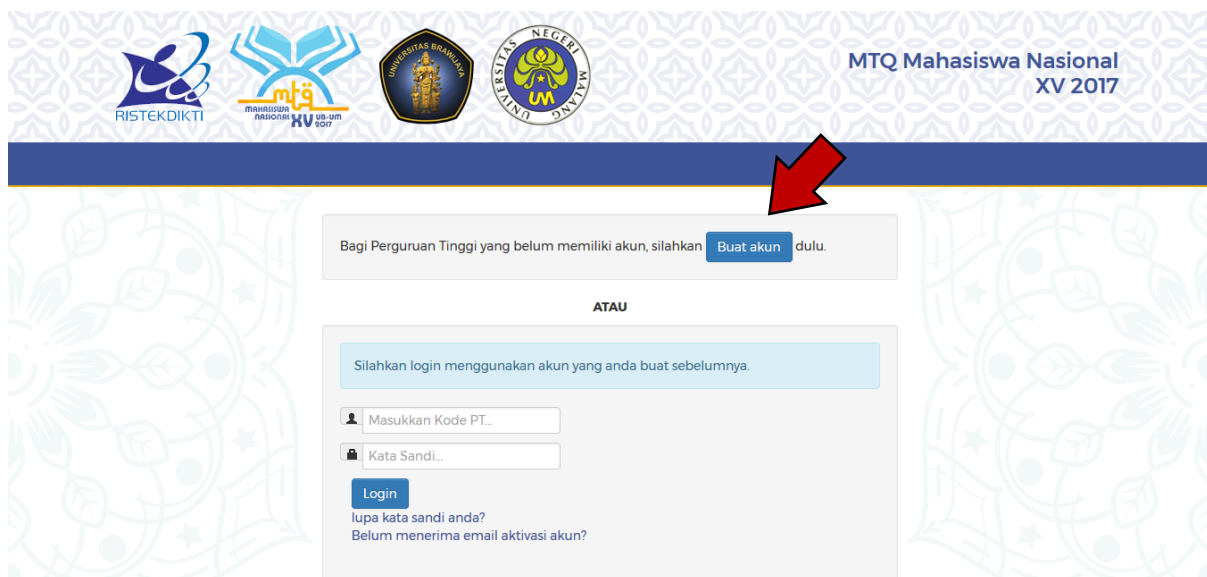 RISTEKDIKTI
mtq
MAHASISWA
NASIONAL XV UB-UM
2017
UNIVERSITAS BRAWIJAYA
UNIVERSITAS NEGERI MALANG
UM
MTQ Mahasiswa Nasional
XV 2017
Bagi Perguruan Tinggi yang belum memiliki akun, silahkan Buat akun dulu.
ATAU
Silahkan login menggunakan akun yang anda buat sebelumnya.
Masukkan Kode PT...
Kata Sandi...
Login
lupa kata sandi anda?
Belum menerima email aktivasi akun?